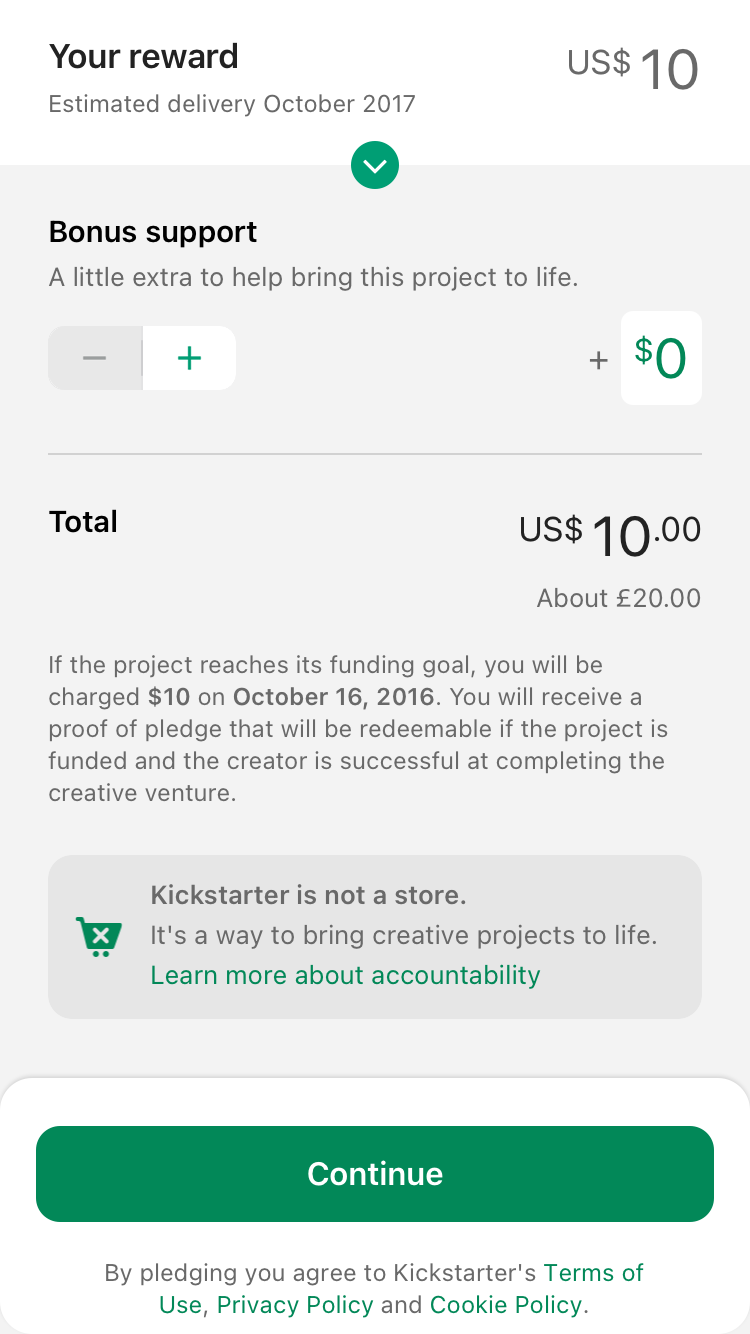 Your reward
US$ 10
Estimated delivery October 2017
Bonus support
A little extra to help bring this project to life.
− + + $0
Total
US$ 10.00
About £20.00
If the project reaches its funding goal, you will be
charged $10 on October 16, 2016. You will receive a
proof of pledge that will be redeemable if the project is
funded and the creator is successful at completing the
creative venture.
Kickstarter is not a store.
It's a way to bring creative projects to life.
Learn more about accountability
Continue
By pledging you agree to Kickstarter's Terms of
Use, Privacy Policy and Cookie Policy.